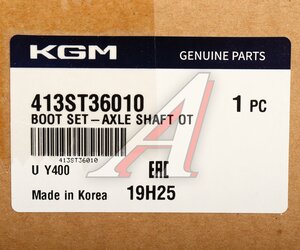 KGM
GENUINE PARTS
413ST36010
1 PC
BOOT SET-AXLE SHAFT OT
413ST36010
U Y400
EAC
Made in Korea
19H25